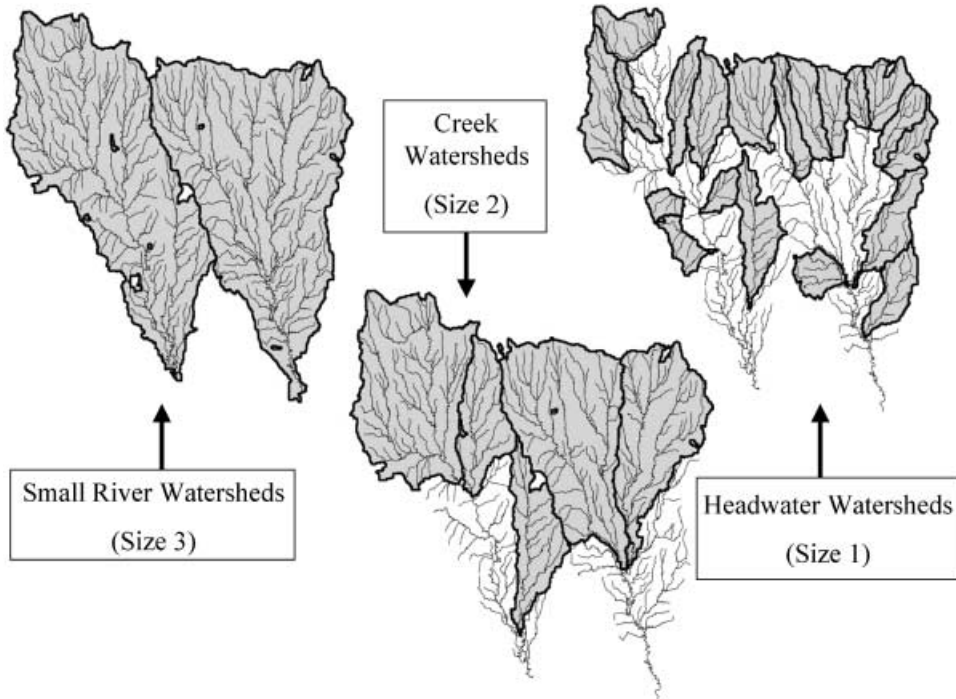 Creek
Watersheds
(Size 2)
Small River Watersheds
(Size 3)
Headwater Watersheds
(Size 1)